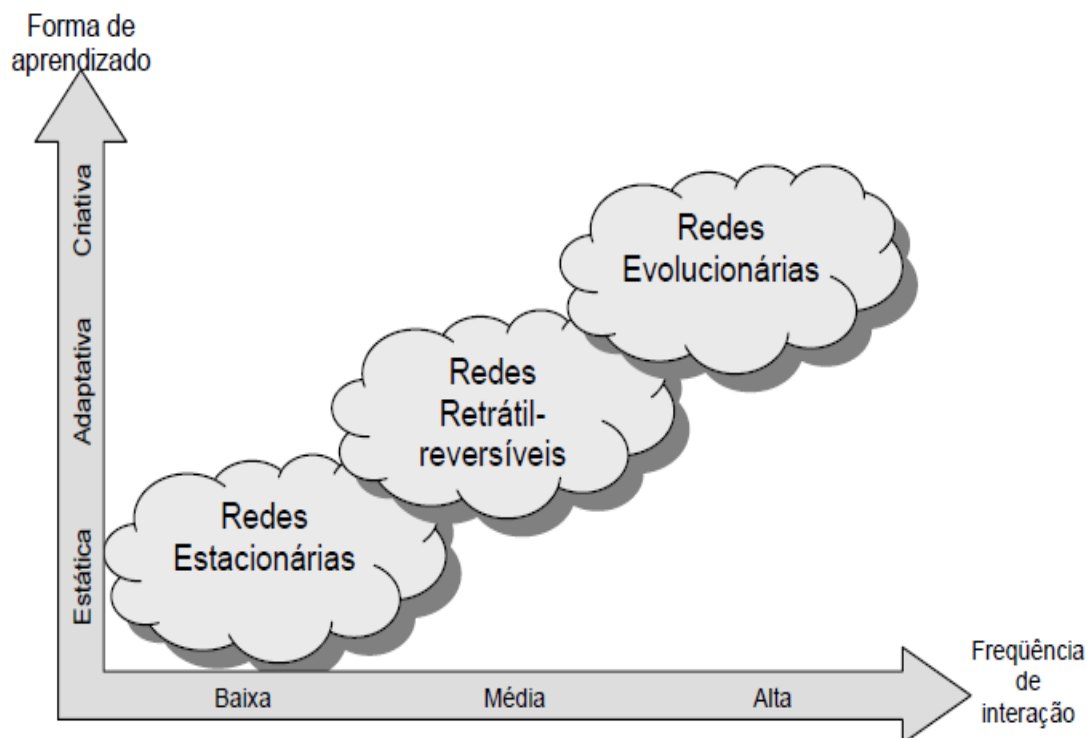 Forma de
aprendizado
Criativa
Adaptativa
Estática
Redes
Evolucionárias
Redes
Retrátil-
reversíveis
Redes
Estacionárias
Baixa
Média
Alta
Freqüência
de
interação